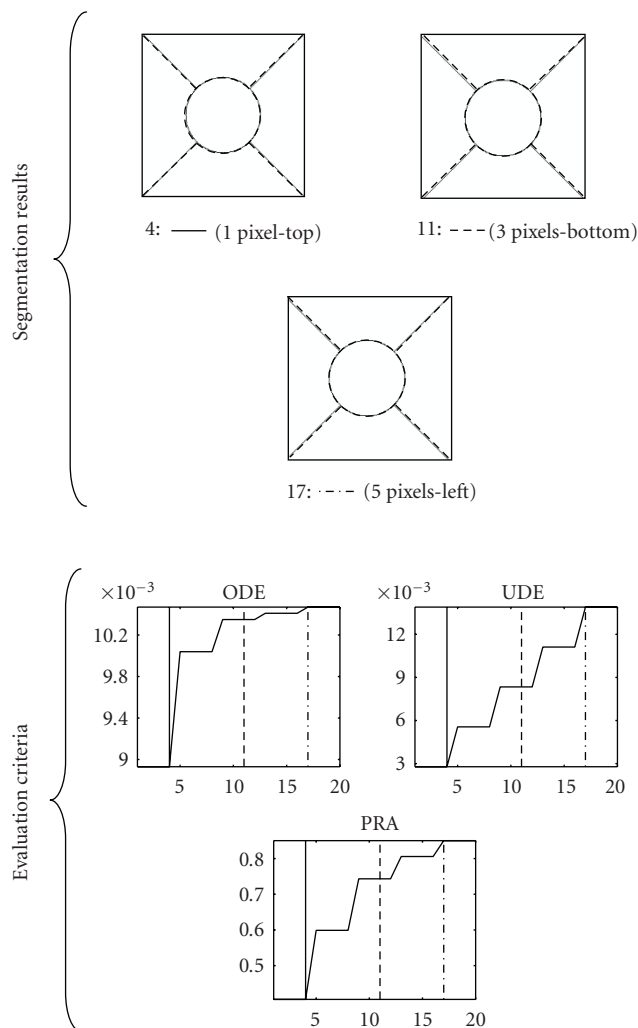 Segmentation results
4: (1 pixel-top)
11: (3 pixels-bottom)
17: (5 pixels-left)
Evaluation criteria
×10−3
ODE
10.2
9.8
9.4
9
5 10 15 20
×10−3
UDE
12
9
6
3
5 10 15 20
PRA
0.8
0.7
0.6
0.5
5 10 15 20